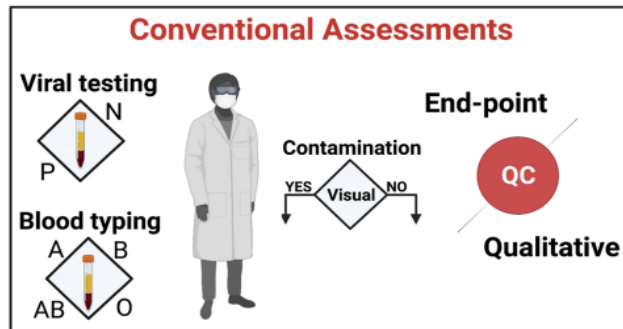 Conventional Assessments
Viral testing
N
P
Blood typing
A B
AB O
Contamination
YES Visual NO
End-point
QC
Qualitative